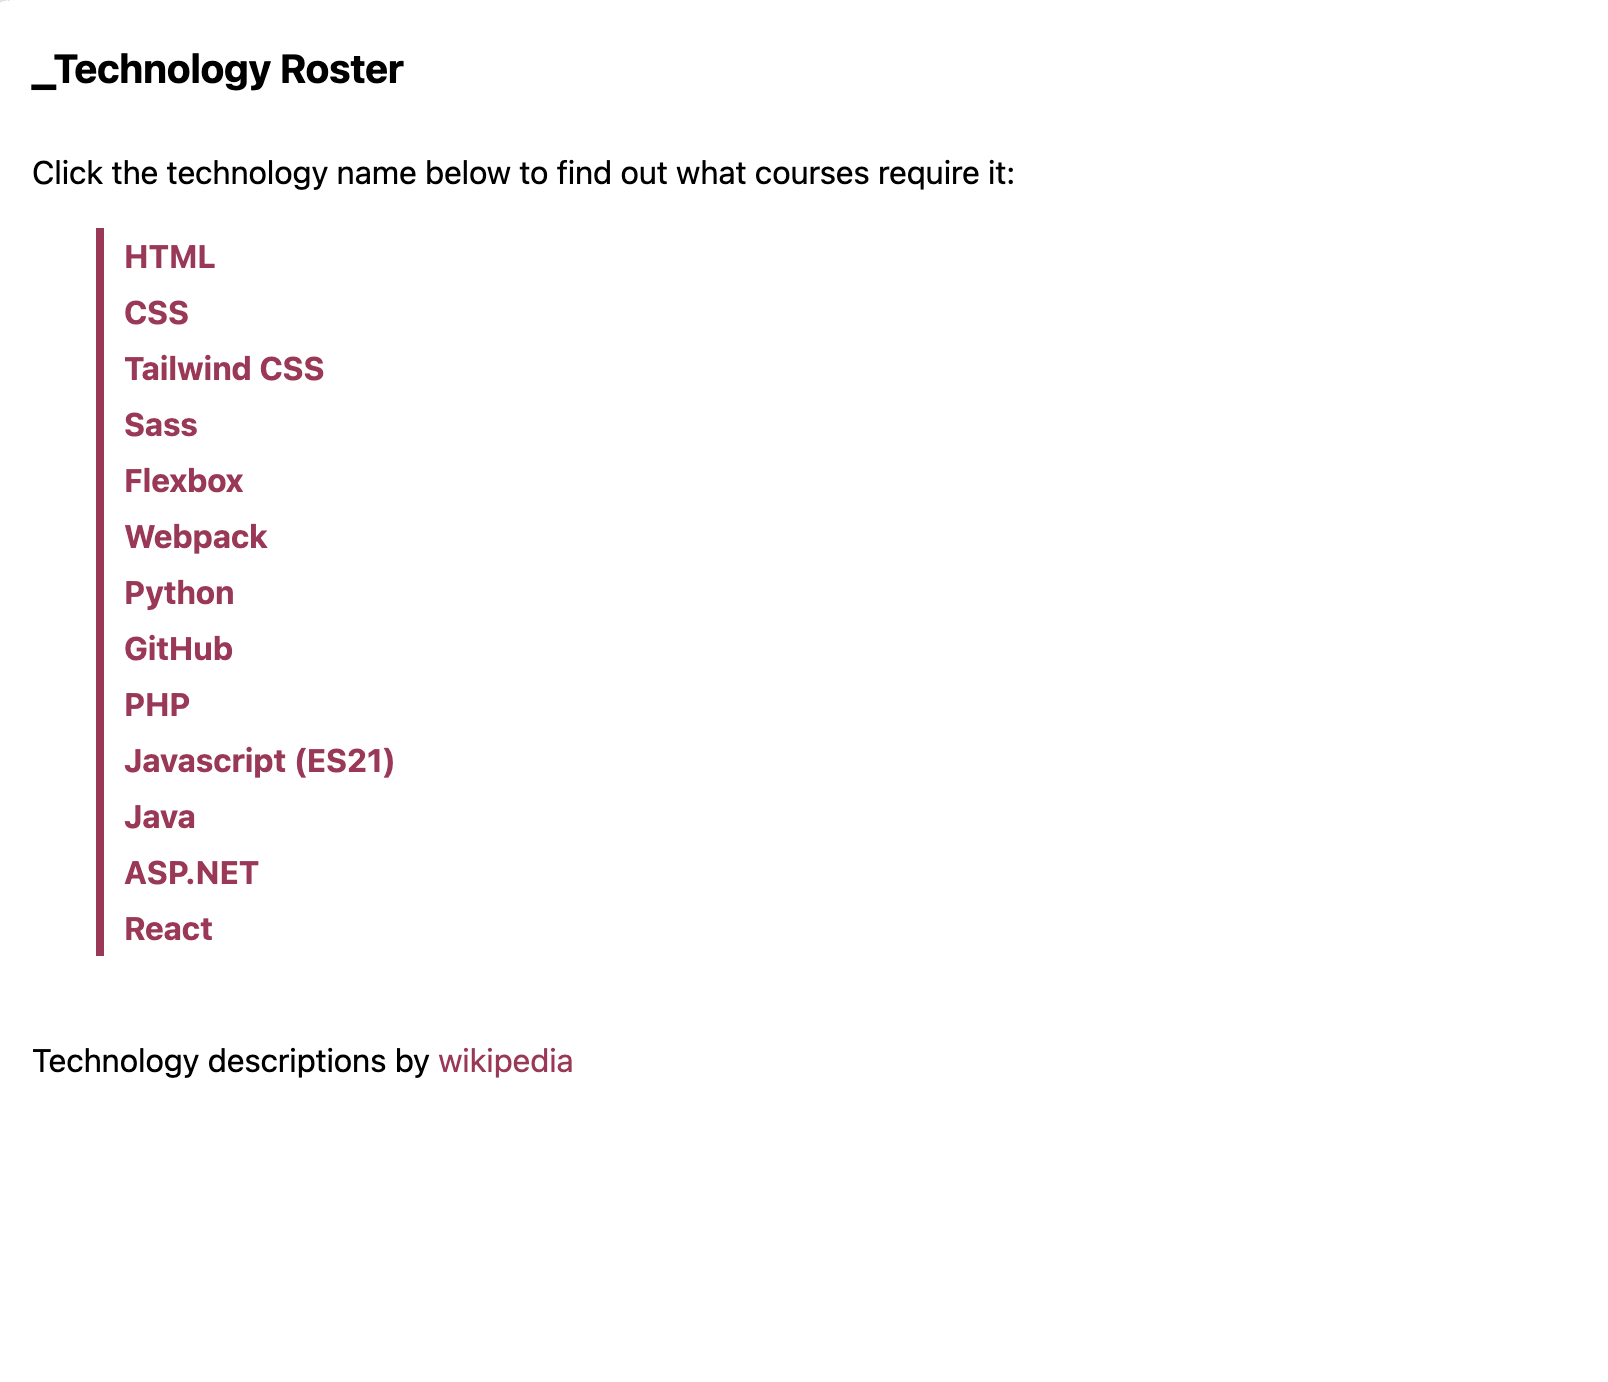 _Technology Roster
Click the technology name below to find out what courses require it:
HTML
CSS
Tailwind CSS
Sass
Flexbox
Webpack
Python
GitHub
PHP
Javascript (ES21)
Java
ASP.NET
React
Technology descriptions by wikipedia